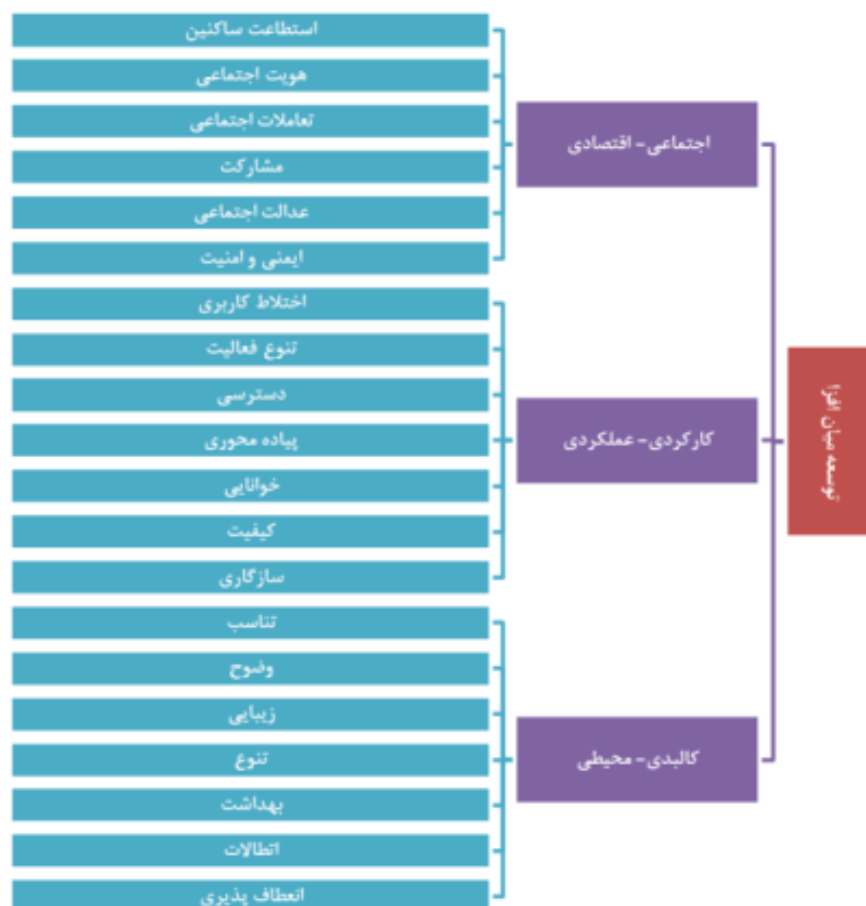 توسعه میان افزا
اجتماعی- اقتصادی
استطاعت ساکنین
هویت اجتماعی
تعاملات اجتماعی
مشارکت
عدالت اجتماعی
ایمنی و امنیت
کارکردی- عملکردی
اختلاط کاربری
تنوع فعالیت
دسترسی
پیاده محوری
خوانایی
کیفیت
سازگاری
کالبدی- محیطی
تناسب
وضوح
زیبایی
تنوع
بهداشت
اتطالات
انعطاف پذیری